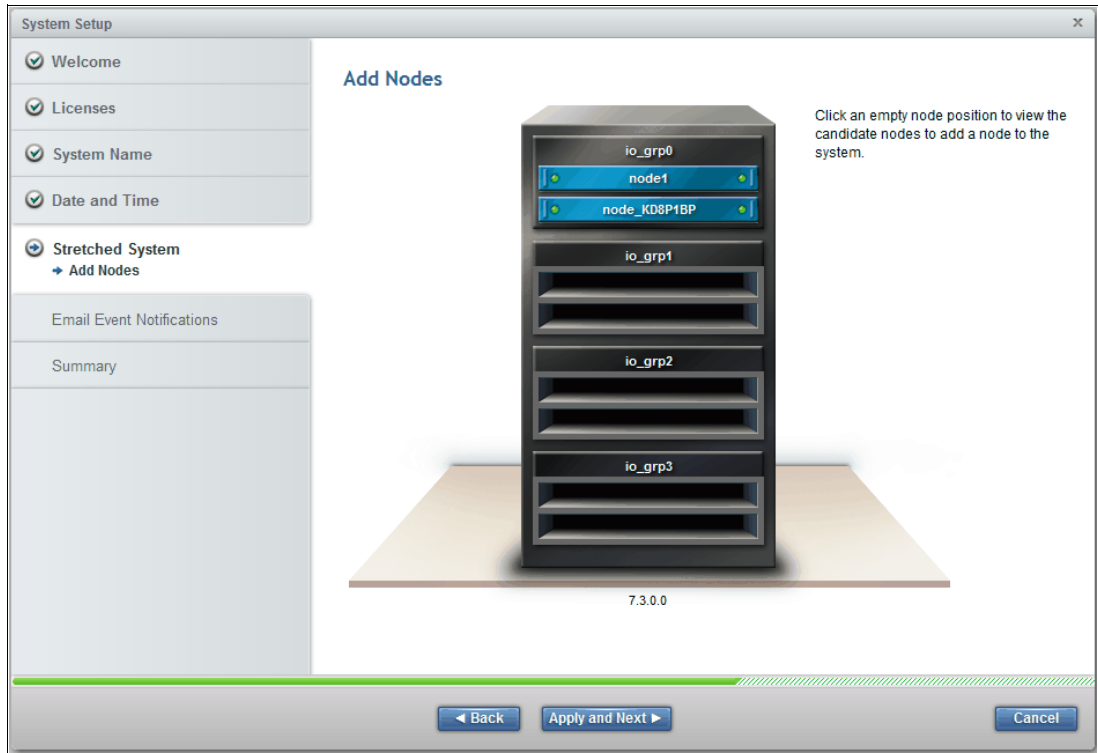 System Setup
x
Welcome
Licenses
System Name
Date and Time
Stretched System
Add Nodes
Email Event Notifications
Summary
Add Nodes
io_grp0
node1
node_KD8P1BP
io_grp1
io_grp2
io_grp3
7.3.0.0
Click an empty node position to view the
candidate nodes to add a node to the
system.
Back
Apply and Next
Cancel